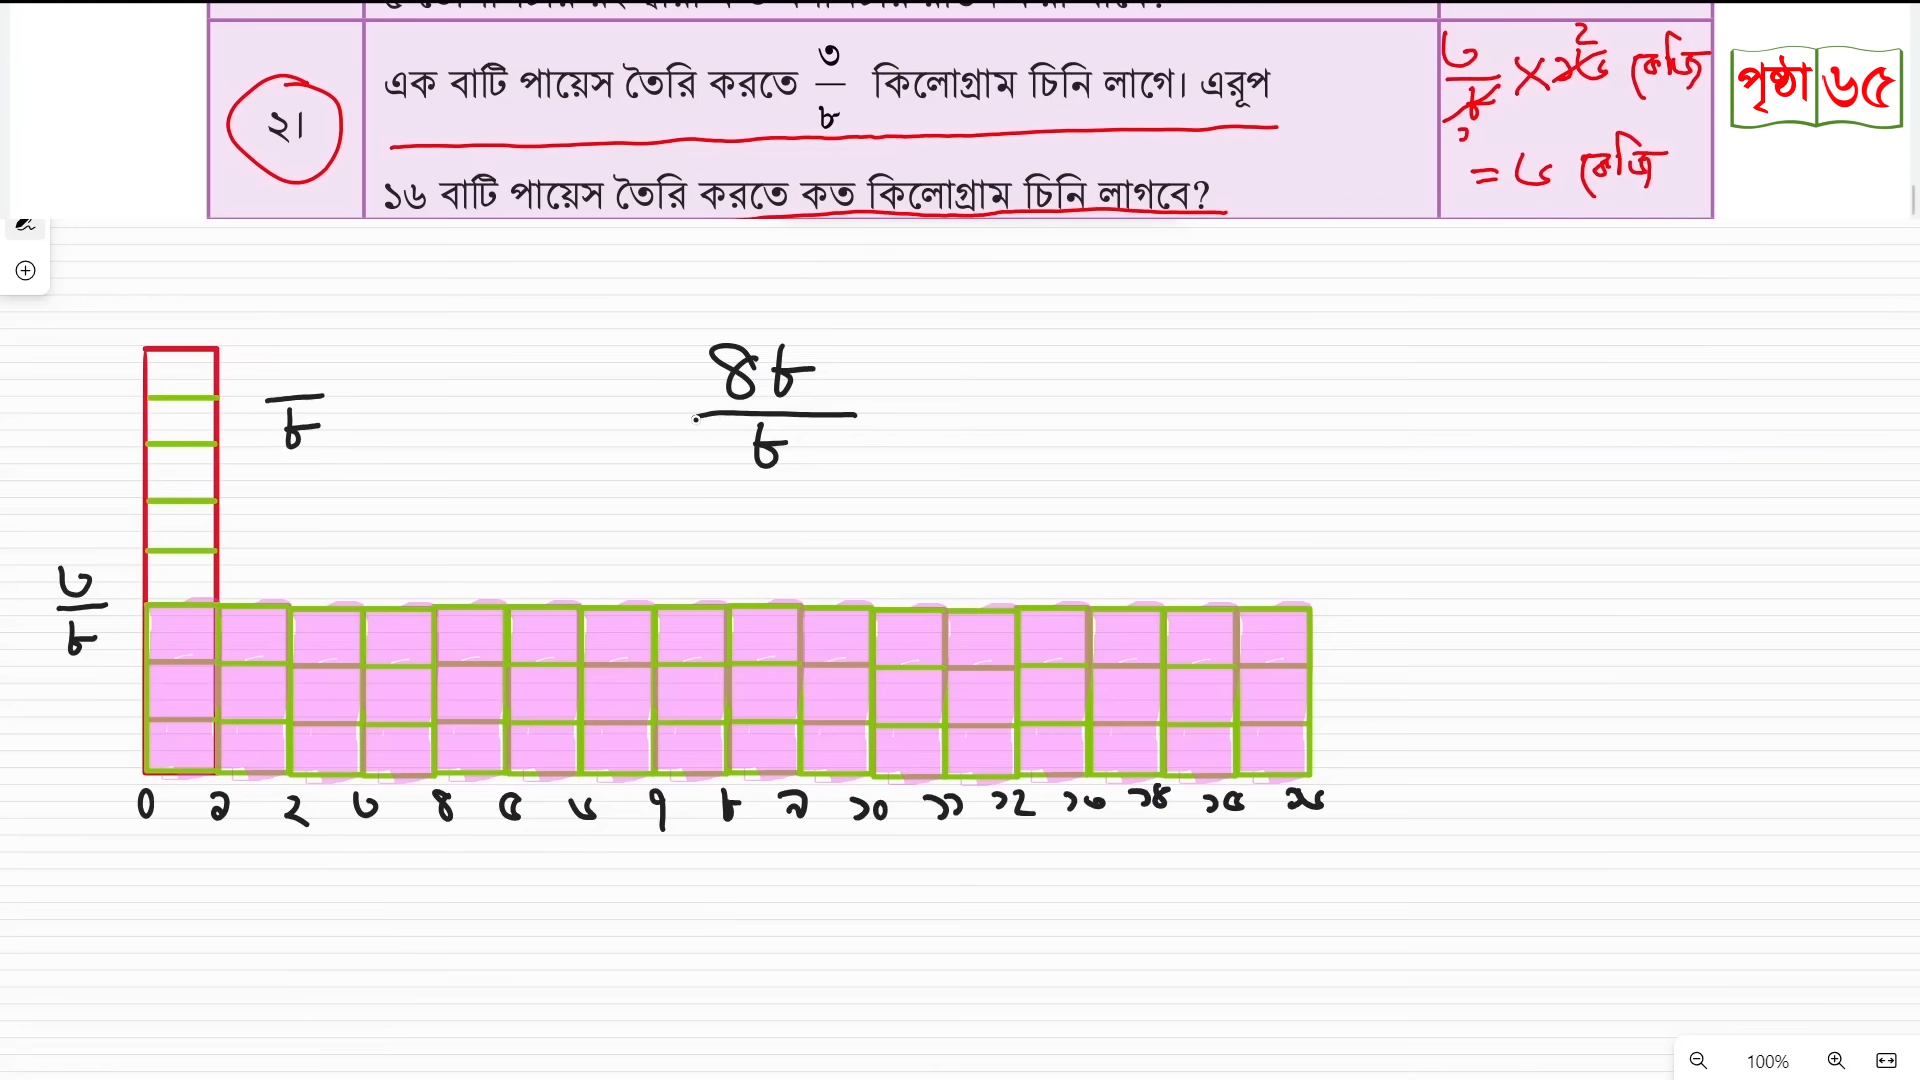 ২।
এক বাটি পায়েস তৈরি করতে ৩/৮ কিলোগ্রাম চিনি লাগে। এরূপ
১৬ বাটি পায়েস তৈরি করতে কত কিলোগ্রাম চিনি লাগবে?
৩/৮ × ১৬ কেজি
২
১
= ৬ কেজি
পৃষ্ঠা ৬৫
/৮
৪৮/৮
৩/৮
০ ১ ২ ৩ ৪ ৫ ৬ ৭ ৮ ৯ ১০ ১১ ১২ ১৩ ১৪ ১৫ ১৬
100%